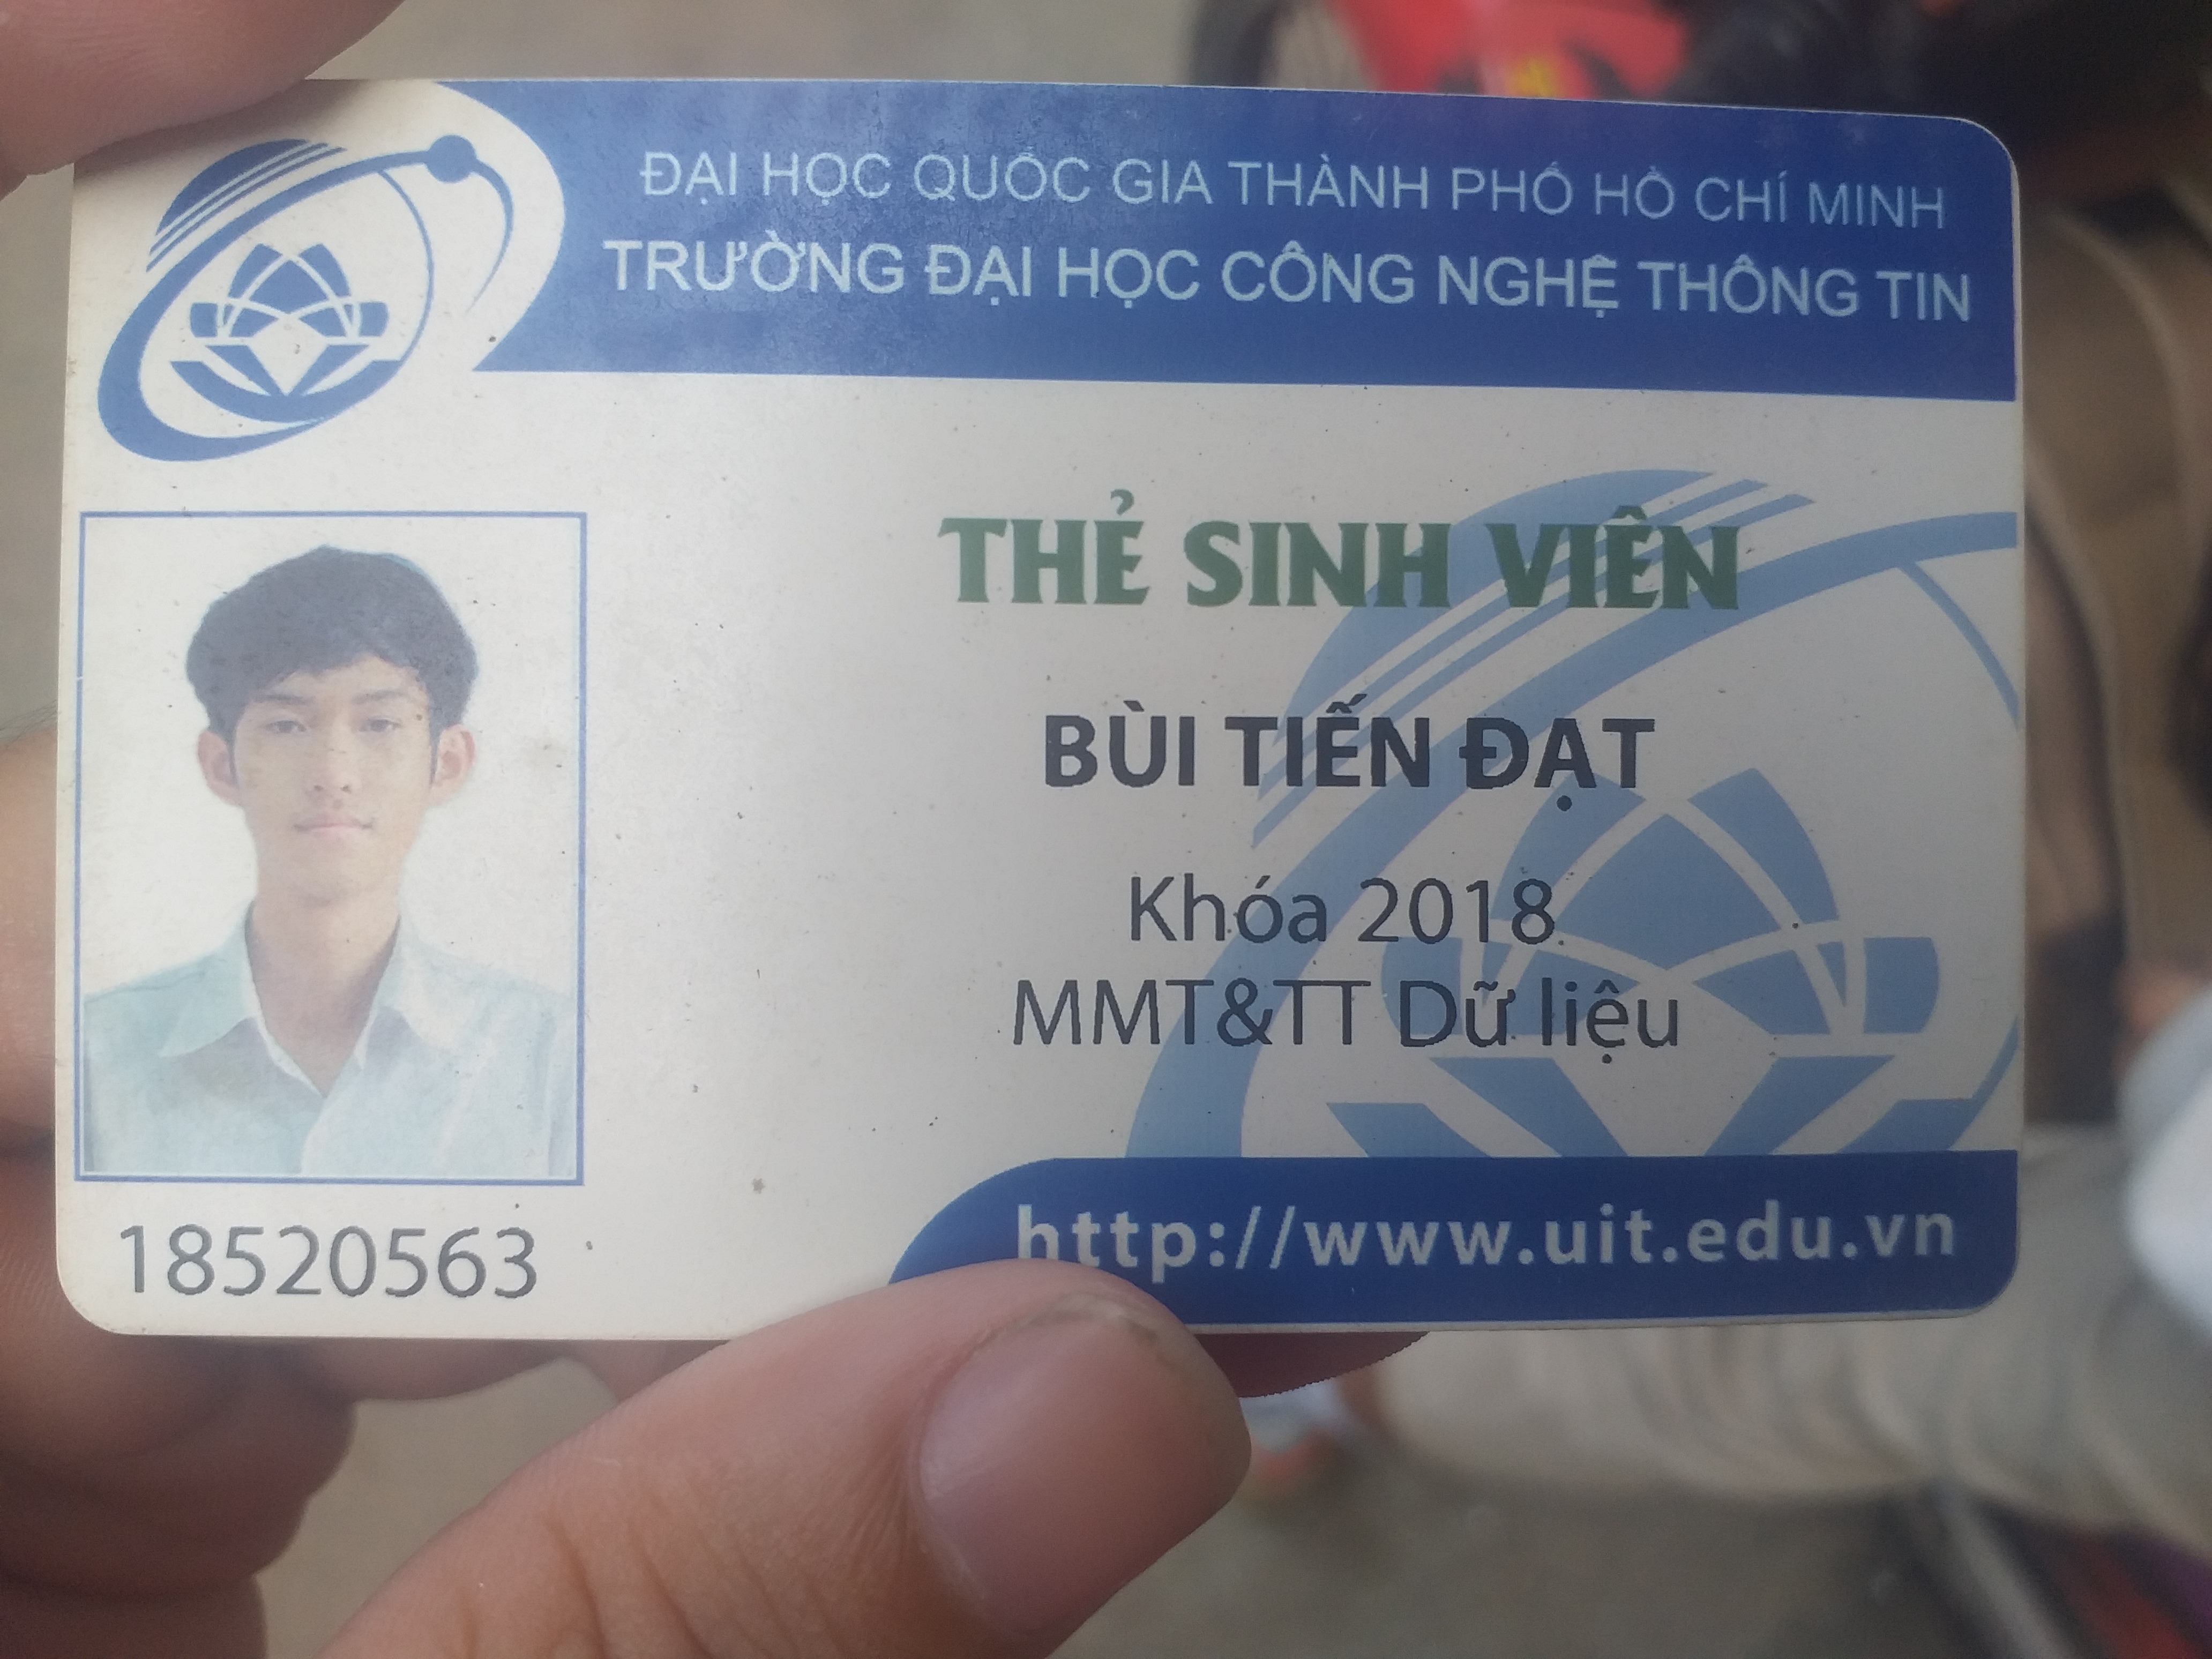 ĐẠI HỌC QUỐC GIA THÀNH PHỐ HỒ CHÍ MINH
TRƯỜNG ĐẠI HỌC CÔNG NGHỆ THÔNG TIN
THẺ SINH VIÊN
BÙI TIẾN ĐẠT
Khóa 2018
MMT&TT Dữ liệu
18520563
http://www.uit.edu.vn